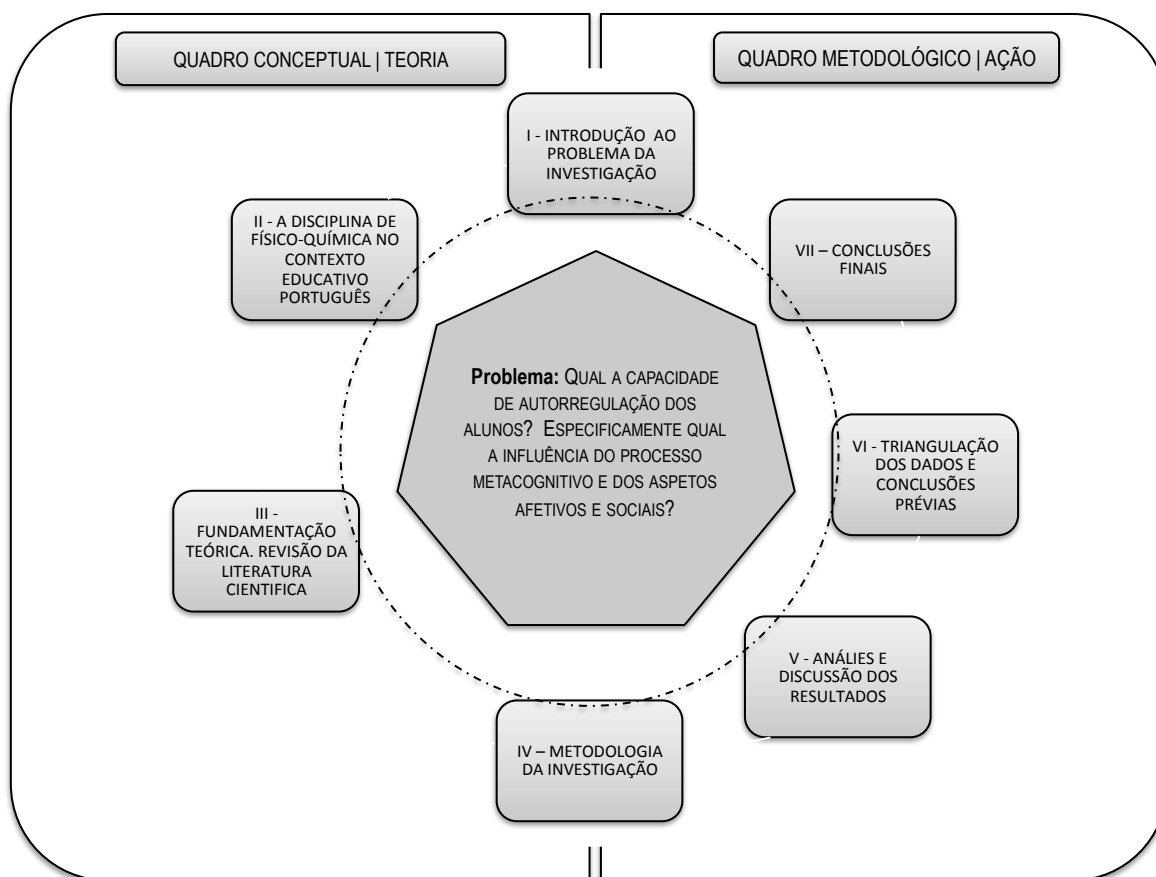 QUADRO CONCEPTUAL | TEORIA
QUADRO METODOLÓGICO | AÇÃO
I - INTRODUÇÃO AO
PROBLEMA DA
INVESTIGAÇÃO
II - A DISCIPLINA DE
FÍSICO-QUÍMICA NO
CONTEXTO
EDUCATIVO
PORTUGUÊS
VII – CONCLUSÕES
FINAIS
Problema: QUAL A CAPACIDADE
DE AUTORREGULAÇÃO DOS
ALUNOS? ESPECIFICAMENTE QUAL
A INFLUÊNCIA DO PROCESSO
METACOGNITIVO E DOS ASPETOS
AFETIVOS E SOCIAIS?
VI - TRIANGULAÇÃO
DOS DADOS E
CONCLUSÕES
PRÉVIAS
III -
FUNDAMENTAÇÃO
TEÓRICA. REVISÃO DA
LITERATURA
CIENTIFICA
V - ANÁLIES E
DISCUSSÃO DOS
RESULTADOS
IV – METODOLOGIA
DA INVESTIGAÇÃO